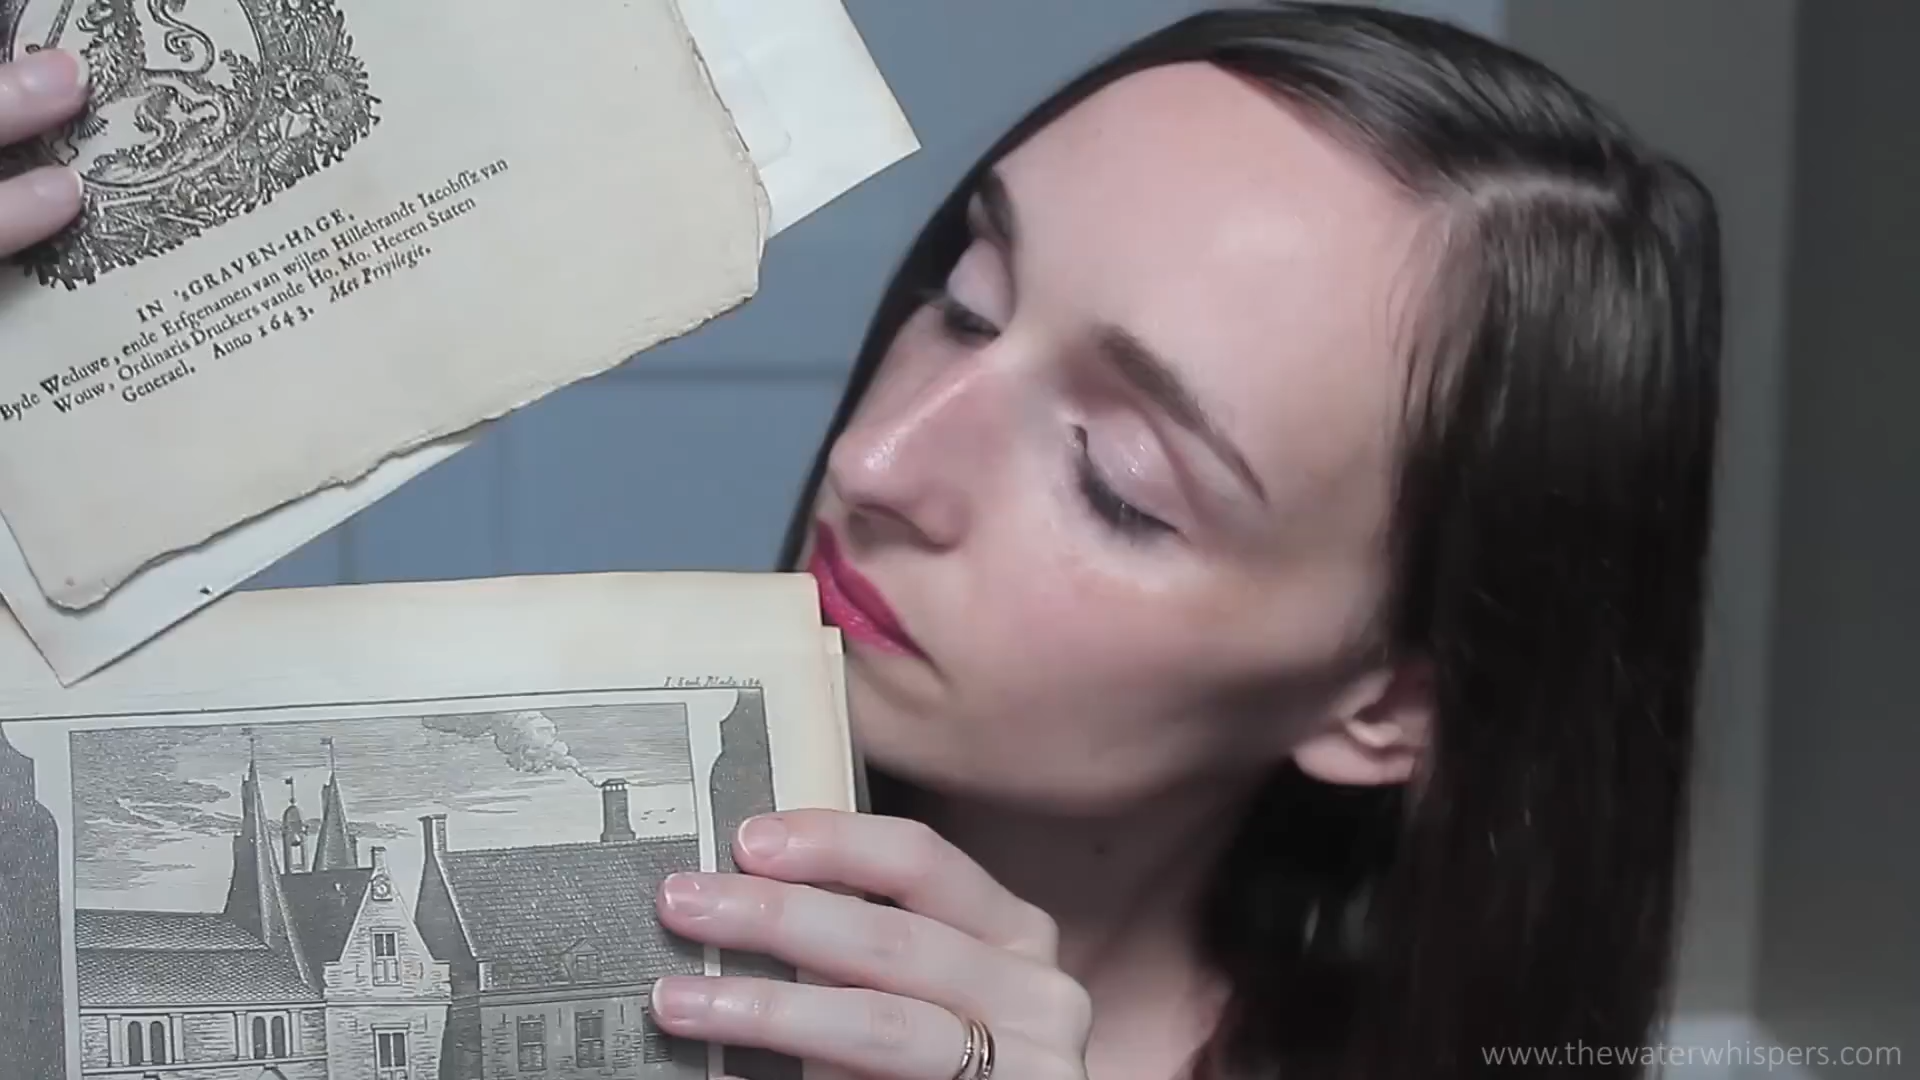 IN 'sGRAVEN-HAGE,
Byde Weduwe, ende Erfgenamen van wijlen Hillebrandt Iacobsſz van
Wouw, Ordinaris Druckers vande Ho. Mo. Heeren Staten
Generael. Anno 1643. Met Privilegie.
www.thewaterwhispers.com